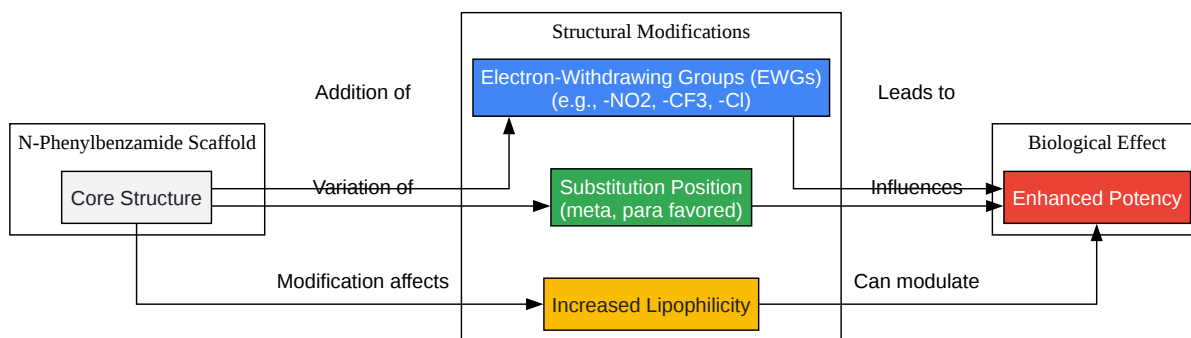 Structural Modifications
Electron-Withdrawing Groups (EWGs)
(e.g., -NO2, -CF3, -Cl)
Addition of
Leads to
N-Phenylbenzamide Scaffold
Biological Effect
Core Structure
Variation of
Substitution Position
(meta, para favored)
Influences
Enhanced Potency
Modification affects
Increased Lipophilicity
Can modulate